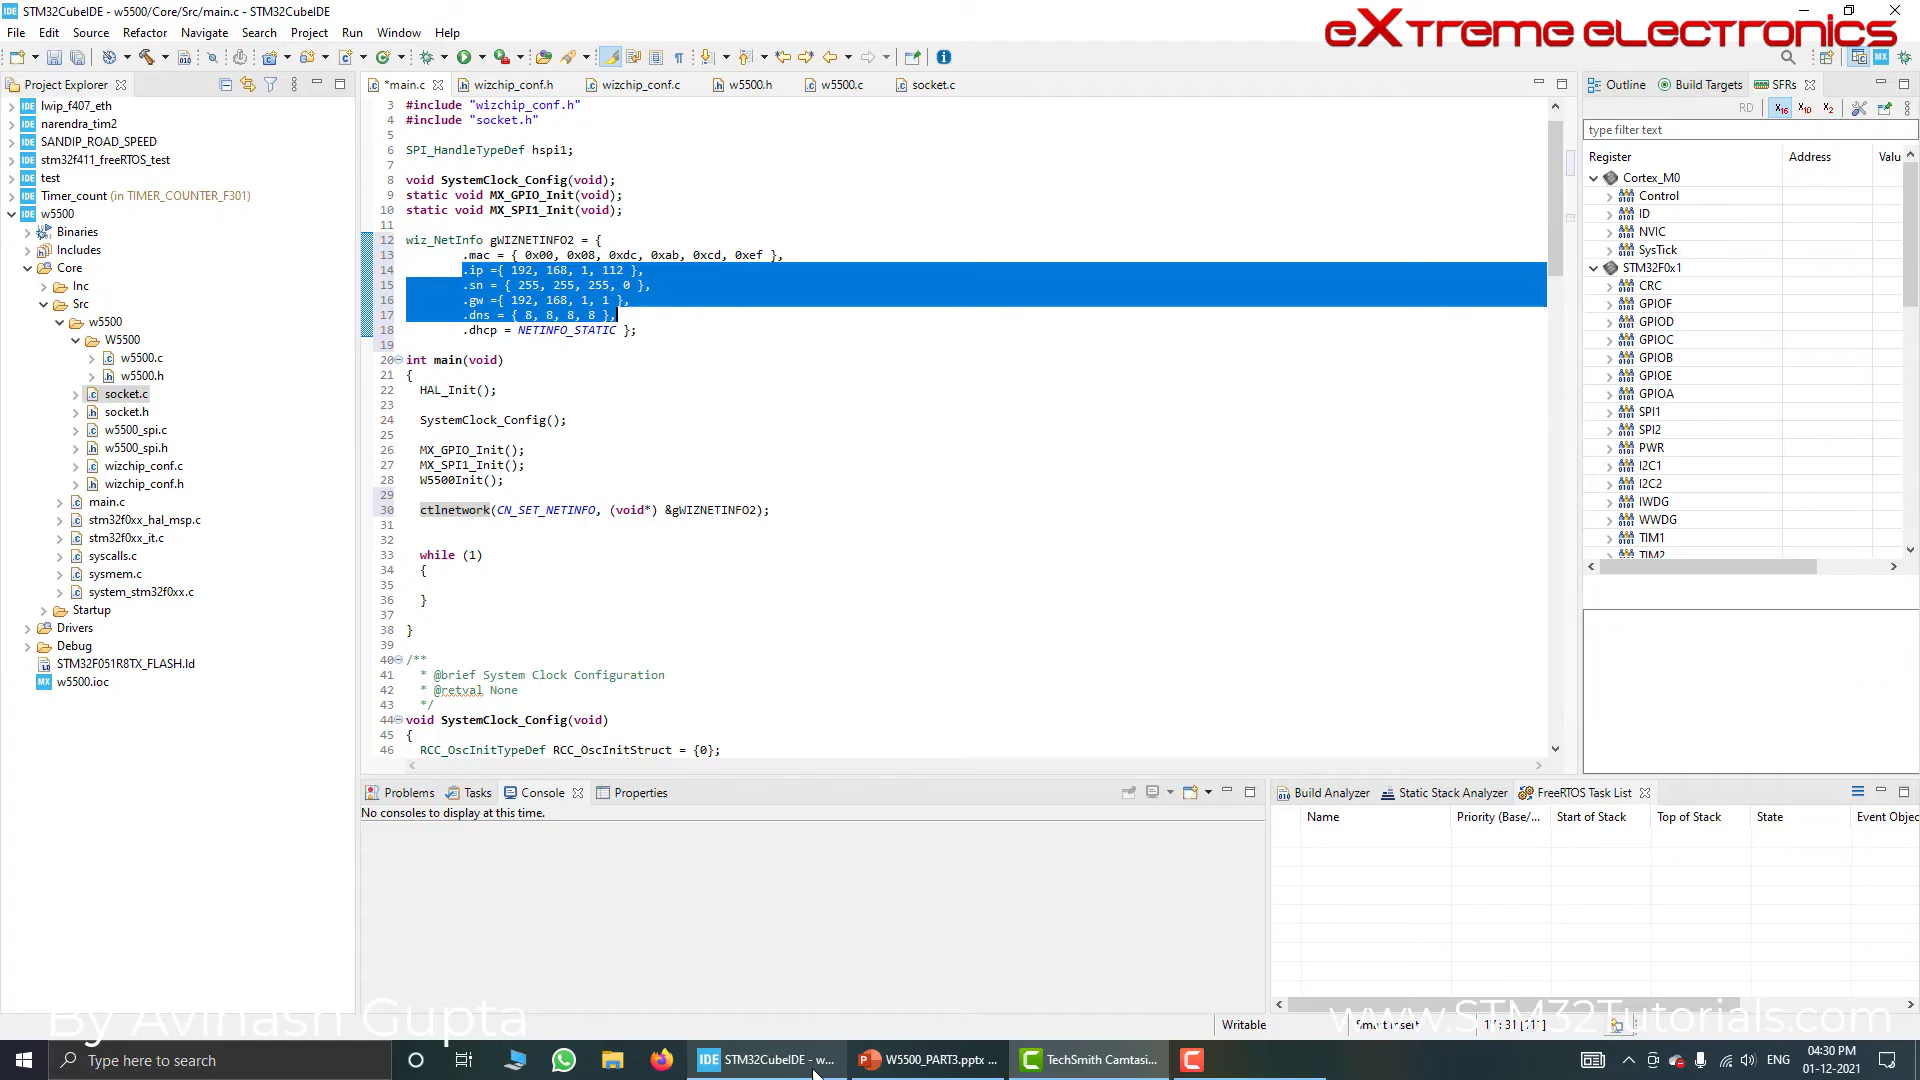 STM32CubeIDE - w5500/Core/Src/main.c - STM32CubeIDE
eXtreme eLectronics
File Edit Source Refactor Navigate Search Project Run Window Help
Project Explorer
*main.c
wizchip_conf.h
wizchip_conf.c
w5500.h
w5500.c
socket.c
Outline
Build Targets
SFRs
RD X16 X10 X2
type filter text
Register Address Valu
lwip_f407_eth
narendra_tim2
SANDIP_ROAD_SPEED
stm32f411_freeRTOS_test
test
Timer_count (in TIMER_COUNTER_F301)
w5500
Binaries
Includes
Core
Inc
Src
w5500
W5500
w5500.c
w5500.h
socket.c
socket.h
w5500_spi.c
w5500_spi.h
wizchip_conf.c
wizchip_conf.h
main.c
stm32f0xx_hal_msp.c
stm32f0xx_it.c
syscalls.c
sysmem.c
system_stm32f0xx.c
Startup
Drivers
Debug
STM32F051R8TX_FLASH.ld
w5500.ioc
3 #include "wizchip_conf.h"
4 #include "socket.h"
5
6 SPI_HandleTypeDef hspi1;
7
8 void SystemClock_Config(void);
9 static void MX_GPIO_Init(void);
10 static void MX_SPI1_Init(void);
11
12 wiz_NetInfo gWIZNETINFO2 = {
13 .mac = { 0x00, 0x08, 0xdc, 0xab, 0xcd, 0xef },
14 .ip ={ 192, 168, 1, 112 },
15 .sn = { 255, 255, 255, 0 },
16 .gw ={ 192, 168, 1, 1 },
17 .dns = { 8, 8, 8, 8 },
18 .dhcp = NETINFO_STATIC };
19
20 int main(void)
21 {
22 HAL_Init();
23
24 SystemClock_Config();
25
26 MX_GPIO_Init();
27 MX_SPI1_Init();
28 W5500Init();
29
30 ctlnetwork(CN_SET_NETINFO, (void*) &gWIZNETINFO2);
31
32
33 while (1)
34 {
35
36 }
37
38 }
39
40 /**
41 * @brief System Clock Configuration
42 * @retval None
43 */
44 void SystemClock_Config(void)
45 {
46 RCC_OscInitTypeDef RCC_OscInitStruct = {0};
Cortex_M0
Control
ID
NVIC
SysTick
STM32F0x1
CRC
GPIOF
GPIOD
GPIOC
GPIOB
GPIOE
GPIOA
SPI1
SPI2
PWR
I2C1
I2C2
IWDG
WWDG
TIM1
TIM2
Problems Tasks Console Properties
No consoles to display at this time.
Build Analyzer Static Stack Analyzer FreeRTOS Task List
Name Priority (Base/... Start of Stack Top of Stack State Event Objec
By Avinash Gupta
Writable
www.STM32Tutorials.com
Type here to search
STM32CubeIDE - w...
W5500_PART3.pptx ...
TechSmith Camtasi...
ENG
04:30 PM
01-12-2021